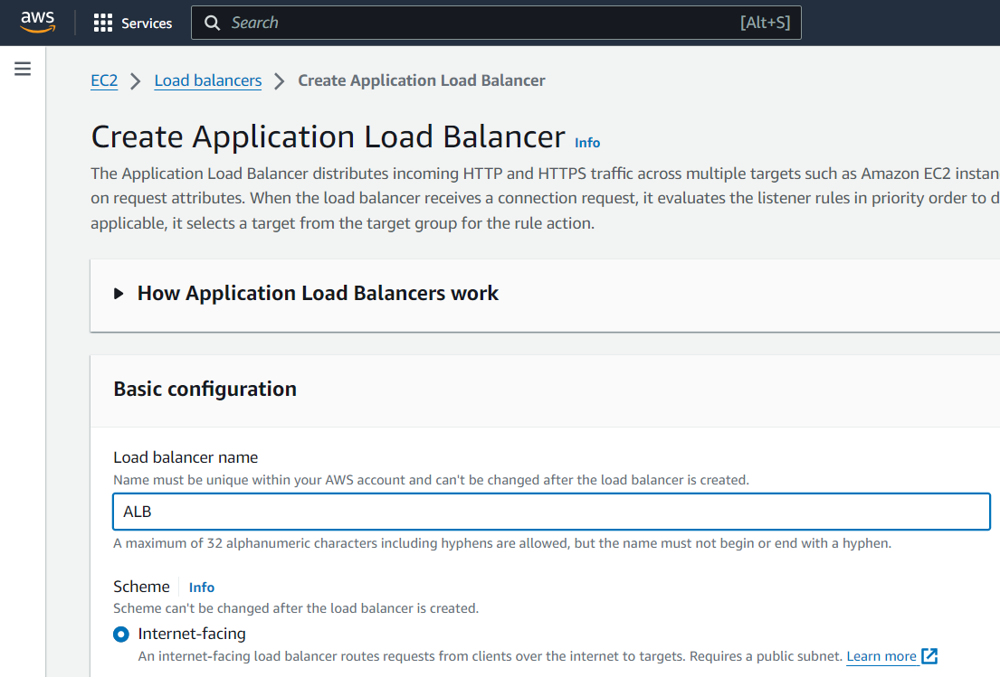 aws Services Search [Alt+S]
EC2 Load balancers Create Application Load Balancer
Create Application Load Balancer Info
The Application Load Balancer distributes incoming HTTP and HTTPS traffic across multiple targets such as Amazon EC2 instan
on request attributes. When the load balancer receives a connection request, it evaluates the listener rules in priority order to d
applicable, it selects a target from the target group for the rule action.
How Application Load Balancers work
Basic configuration
Load balancer name
Name must be unique within your AWS account and can't be changed after the load balancer is created.
ALB
A maximum of 32 alphanumeric characters including hyphens are allowed, but the name must not begin or end with a hyphen.
Scheme Info
Scheme can't be changed after the load balancer is created.
Internet-facing
An internet-facing load balancer routes requests from clients over the internet to targets. Requires a public subnet. Learn more